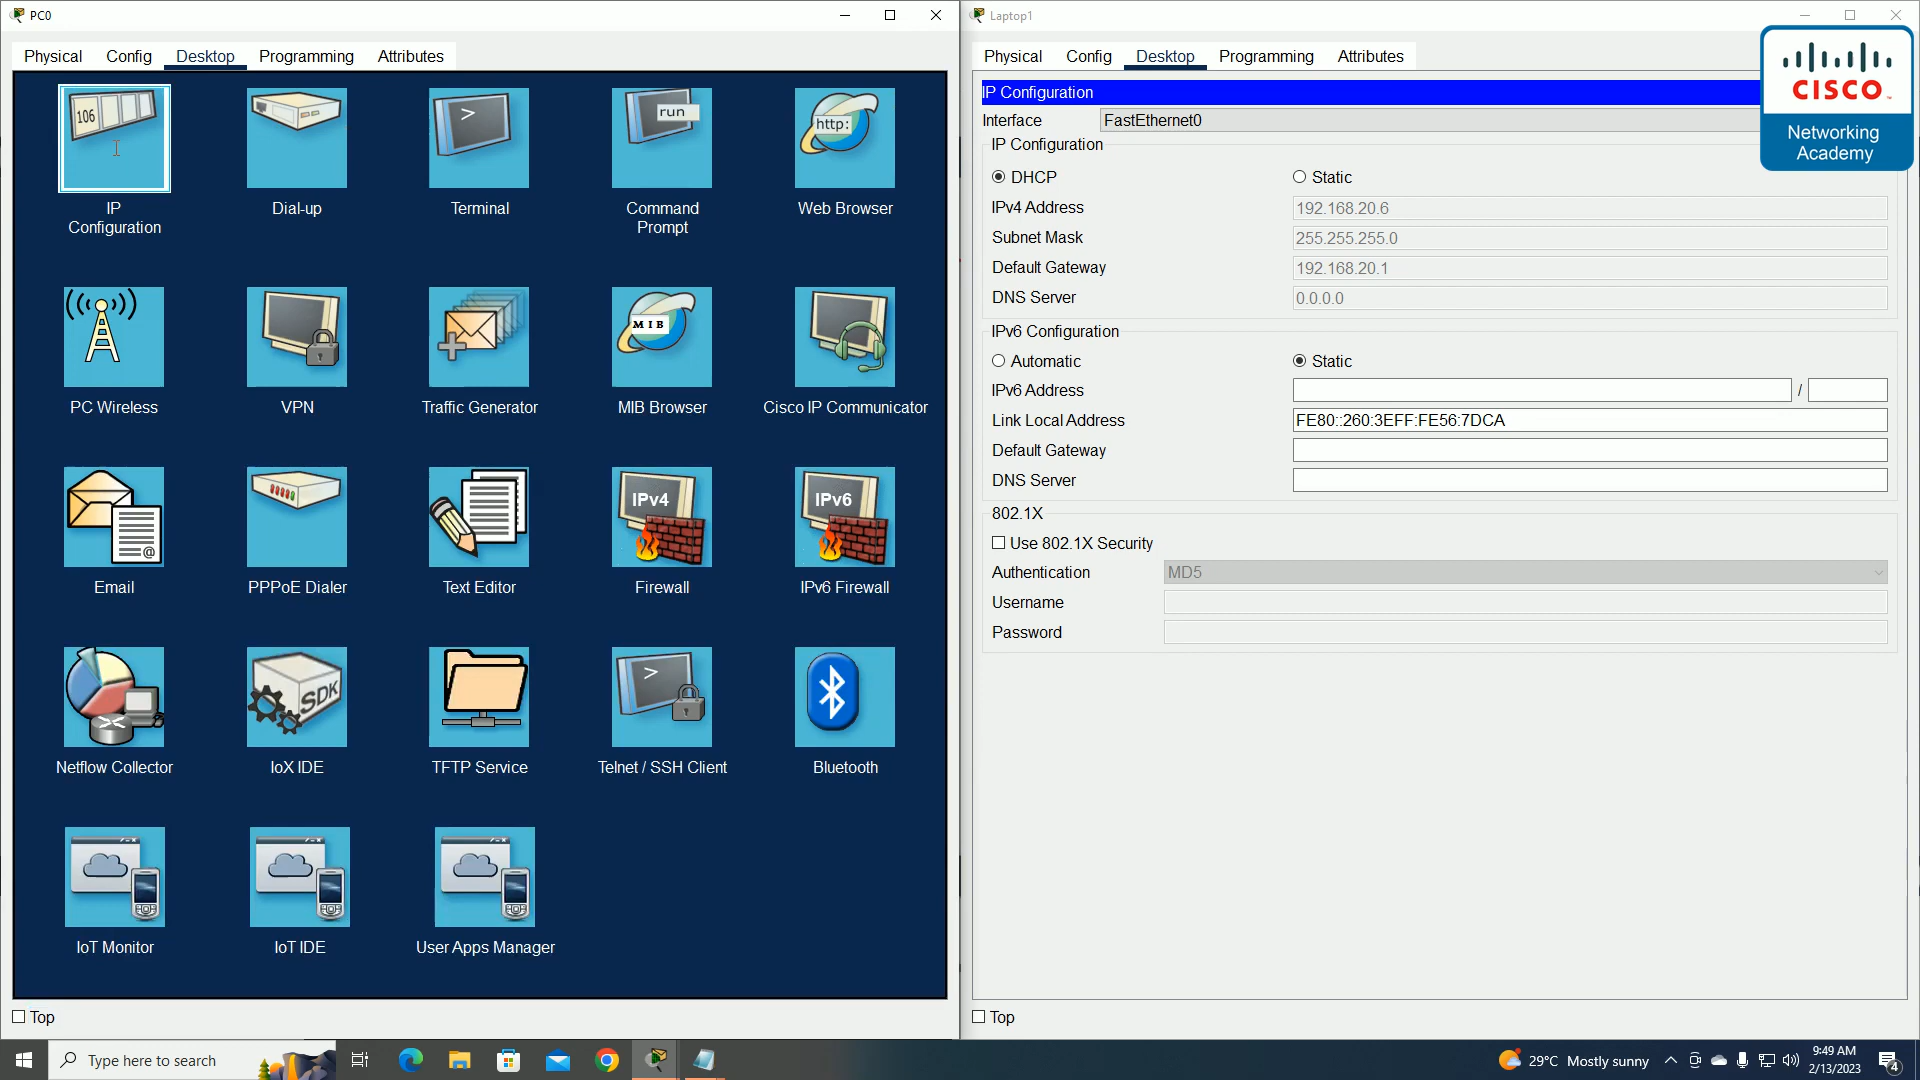 PC0
Physical Config Desktop Programming Attributes
106
run
http:
IP
Configuration
Dial-up
Terminal
Command
Prompt
Web Browser
MIB
PC Wireless
VPN
Traffic Generator
MIB Browser
Cisco IP Communicator
IPv4
IPv6
Email
PPPoE Dialer
Text Editor
Firewall
IPv6 Firewall
SDK
Netflow Collector
IoX IDE
TFTP Service
Telnet / SSH Client
Bluetooth
IoT Monitor
IoT IDE
User Apps Manager
Top
Laptop1
Physical Config Desktop Programming Attributes
CISCO
Networking
Academy
IP Configuration
Interface FastEthernet0
IP Configuration
DHCP Static
IPv4 Address 192.168.20.6
Subnet Mask 255.255.255.0
Default Gateway 192.168.20.1
DNS Server 0.0.0.0
IPv6 Configuration
Automatic Static
IPv6 Address /
Link Local Address FE80::260:3EFF:FE56:7DCA
Default Gateway
DNS Server
802.1X
Use 802.1X Security
Authentication MD5
Username
Password
Top
Type here to search
29°C Mostly sunny
9:49 AM
2/13/2023
4